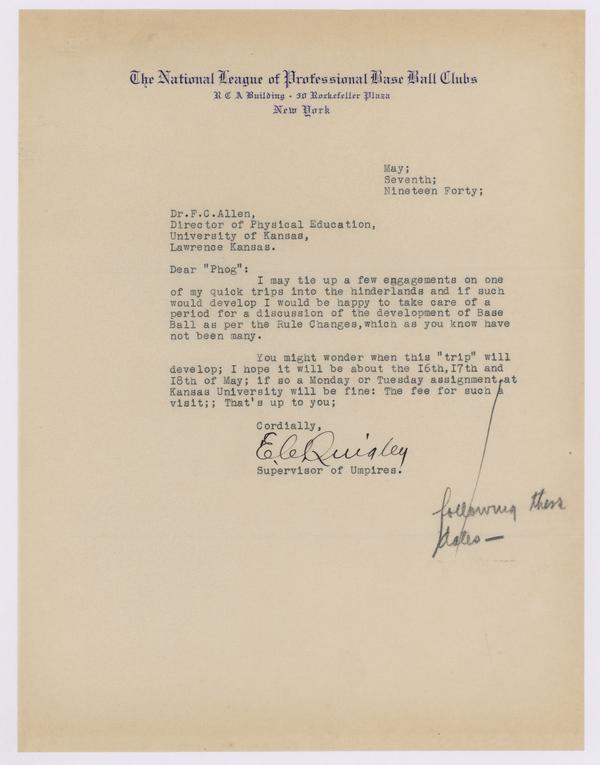 The National League of Professional Base Ball Clubs
R C A Building - 30 Rockefeller Plaza
New York
May;
Seventh;
Nineteen Forty;
Dr.F.C.Allen,
Director of Physical Education,
University of Kansas,
Lawrence Kansas.
Dear "Phog":
I may tie up a few engagements on one
of my quick trips into the hinderlands and if such
would develop I would be happy to take care of a
period for a discussion of the development of Base
Ball as per the Rule Changes,which as you know have
not been many.
You might wonder when this "trip" will
develop; I hope it will be about the I6th,I7th and
I8th of May; if so a Monday or Tuesday assignment at
Kansas University will be fine: The fee for such a
visit;; That's up to you;
Cordially,
E.C.Quigley
Supervisor of Umpires.
following these
dates—